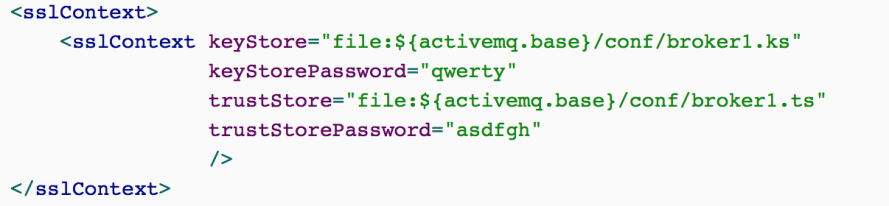 <sslContext>
<sslContext keyStore="file:${activemq.base}/conf/broker1.ks"
keyStorePassword="qwerty"
trustStore="file:${activemq.base}/conf/broker1.ts"
trustStorePassword="asdfgh"
/>
</sslContext>